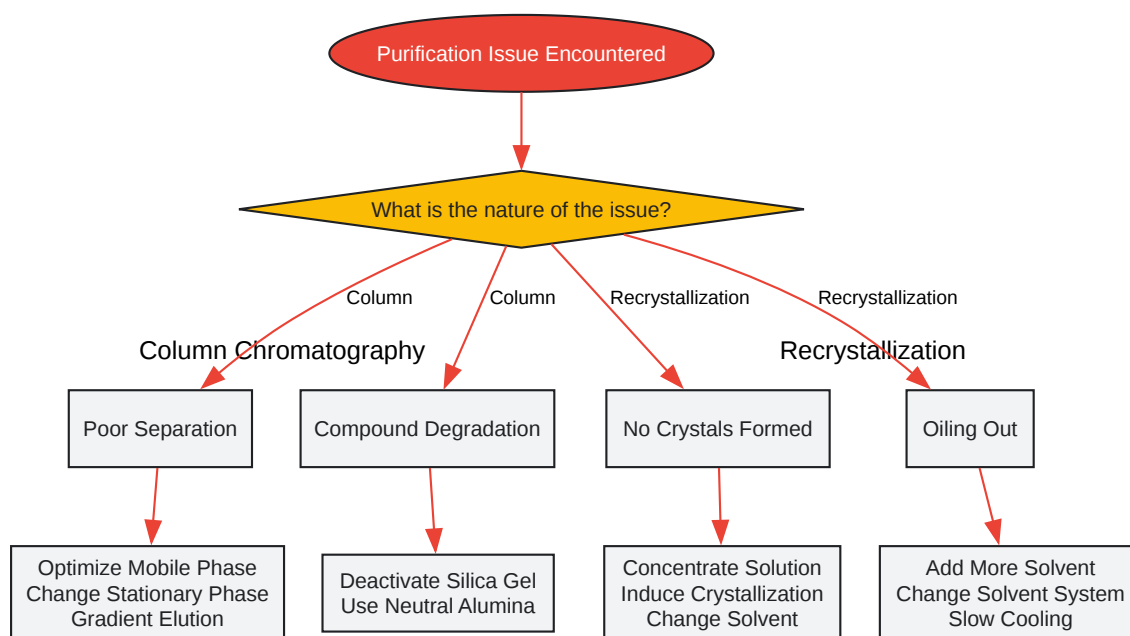 Purification Issue Encountered
What is the nature of the issue?
Column
Column
Recrystallization
Recrystallization
Column Chromatography
Recrystallization
Poor Separation
Compound Degradation
No Crystals Formed
Oiling Out
Optimize Mobile Phase
Change Stationary Phase
Gradient Elution
Deactivate Silica Gel
Use Neutral Alumina
Concentrate Solution
Induce Crystallization
Change Solvent
Add More Solvent
Change Solvent System
Slow Cooling